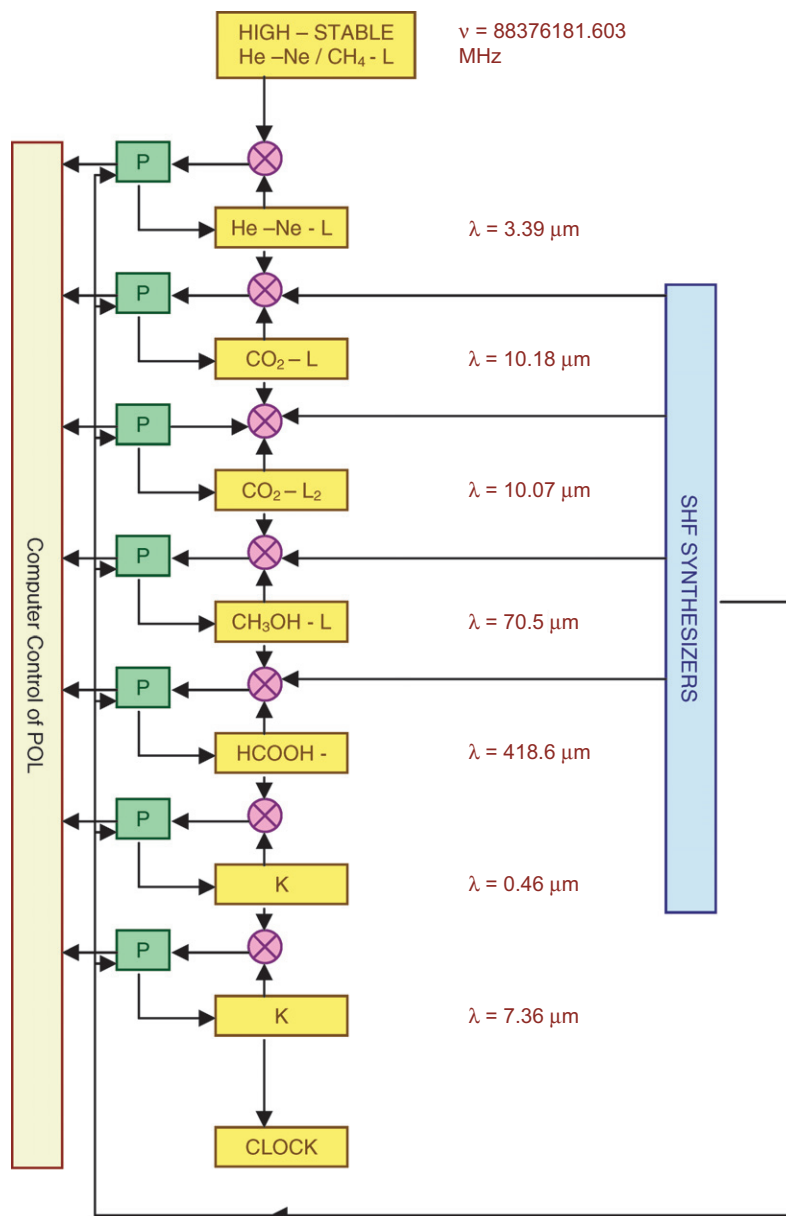 HIGH – STABLE
He –Ne / CH₄ - L
ν = 88376181.603
MHz
P
He –Ne - L
λ = 3.39 μm
P
CO₂ – L
λ = 10.18 μm
P
CO₂ – L₂
λ = 10.07 μm
P
CH₃OH - L
λ = 70.5 μm
P
HCOOH -
λ = 418.6 μm
P
K
λ = 0.46 μm
P
K
λ = 7.36 μm
CLOCK
Computer Control of POL
SHF SYNTHESIZERS